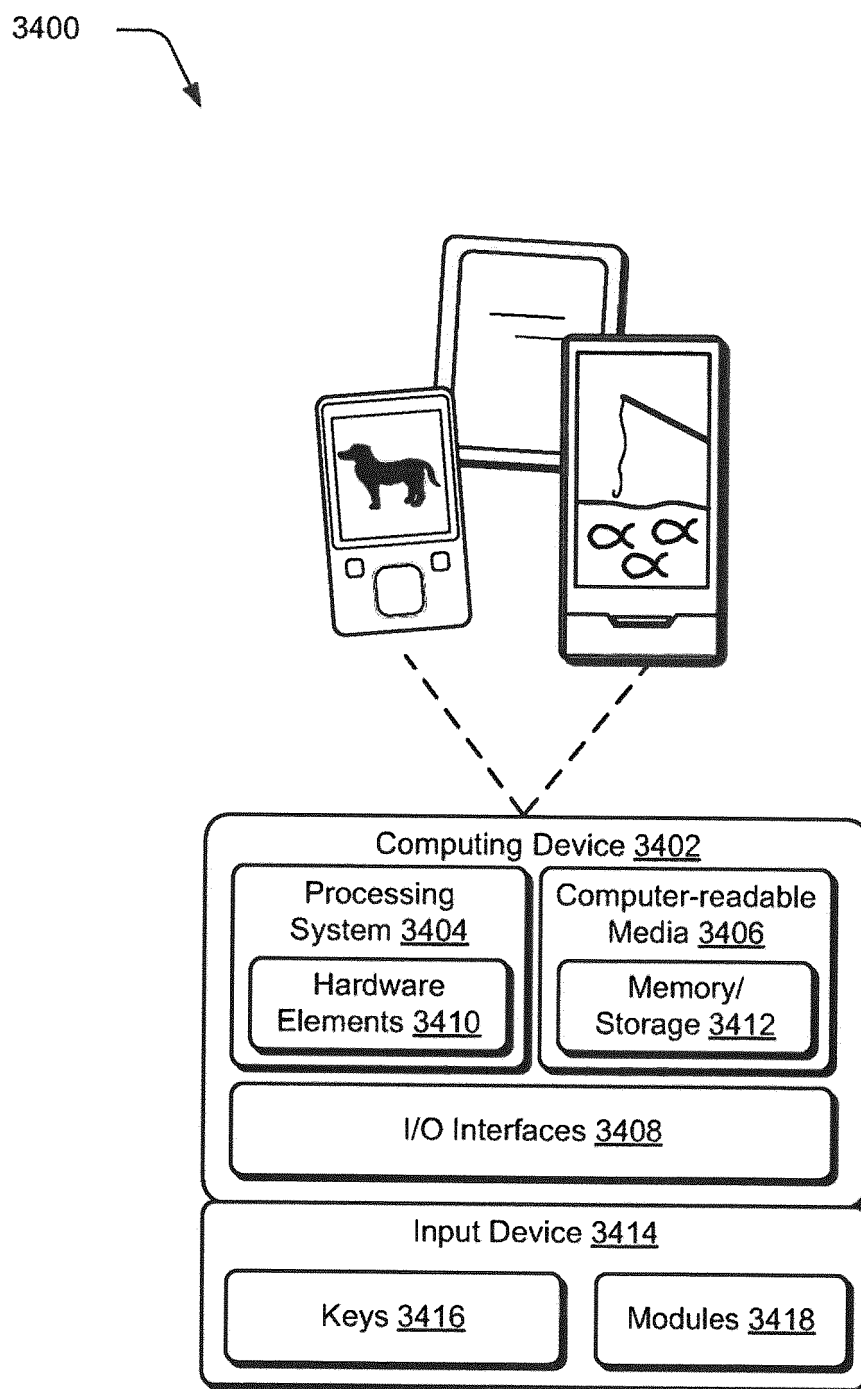 3400
Computing Device 3402
Processing
System 3404
Hardware
Elements 3410
Computer-readable
Media 3406
Memory/
Storage 3412
I/O Interfaces 3408
Input Device 3414
Keys 3416
Modules 3418